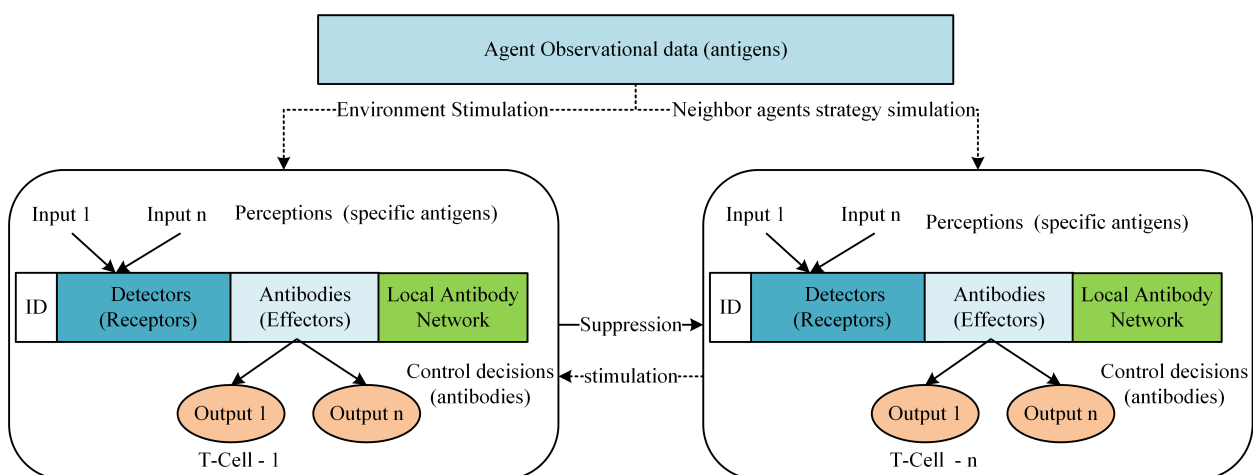 Agent Observational data (antigens)
Environment Stimulation
Neighbor agents strategy simulation
Input 1
Input n
Perceptions (specific antigens)
ID
Detectors
(Receptors)
Antibodies
(Effectors)
Local Antibody
Network
Control decisions
(antibodies)
Output 1
Output n
T-Cell - 1
Suppression
stimulation
Input 1
Input n
Perceptions (specific antigens)
ID
Detectors
(Receptors)
Antibodies
(Effectors)
Local Antibody
Network
Control decisions
(antibodies)
Output 1
Output n
T-Cell - n